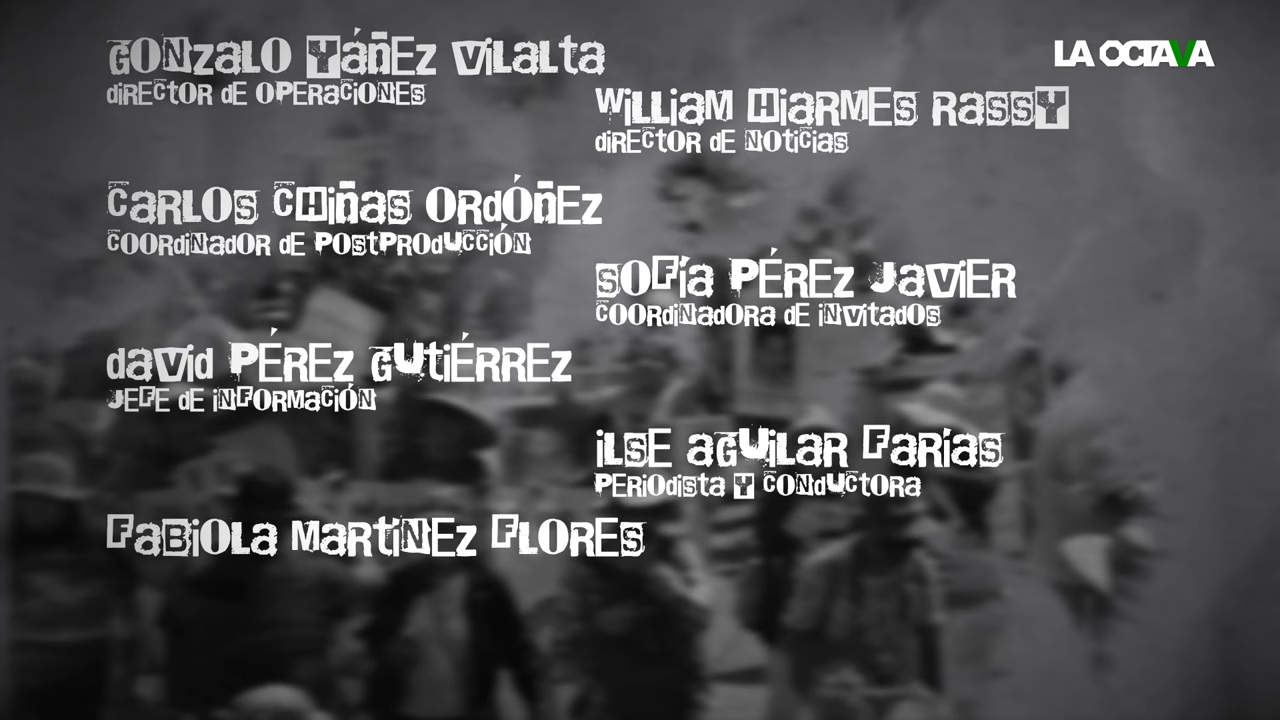 GONZALO YÁÑEZ VILALTA
DIRECTOR DE OPERACIONES
LA OCTAVA
WILLIAM HIARMES RASSY
DIRECTOR DE NOTICIAS
CARLOS CHIÑAS ORDÓÑEZ
COORDINADOR DE POSTPRODUCCIÓN
SOFÍA PÉREZ JAVIER
COORDINADORA DE INVITADOS
DAVID PÉREZ GUTIÉRREZ
JEFE DE INFORMACIÓN
ILSE AGUILAR FARÍAS
PERIODISTA Y CONDUCTORA
FABIOLA MARTINEZ FLORES